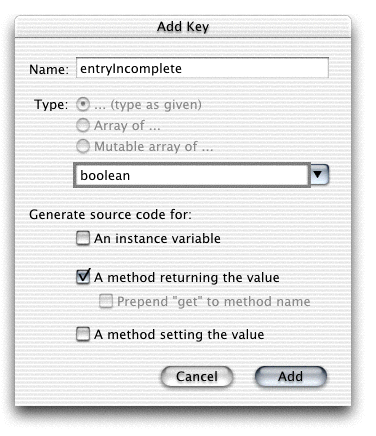 Add Key
Name: entryIncomplete
Type: ... (type as given)
Array of ...
Mutable array of ...
boolean
Generate source code for:
An instance variable
A method returning the value
Prepend "get" to method name
A method setting the value
Cancel Add